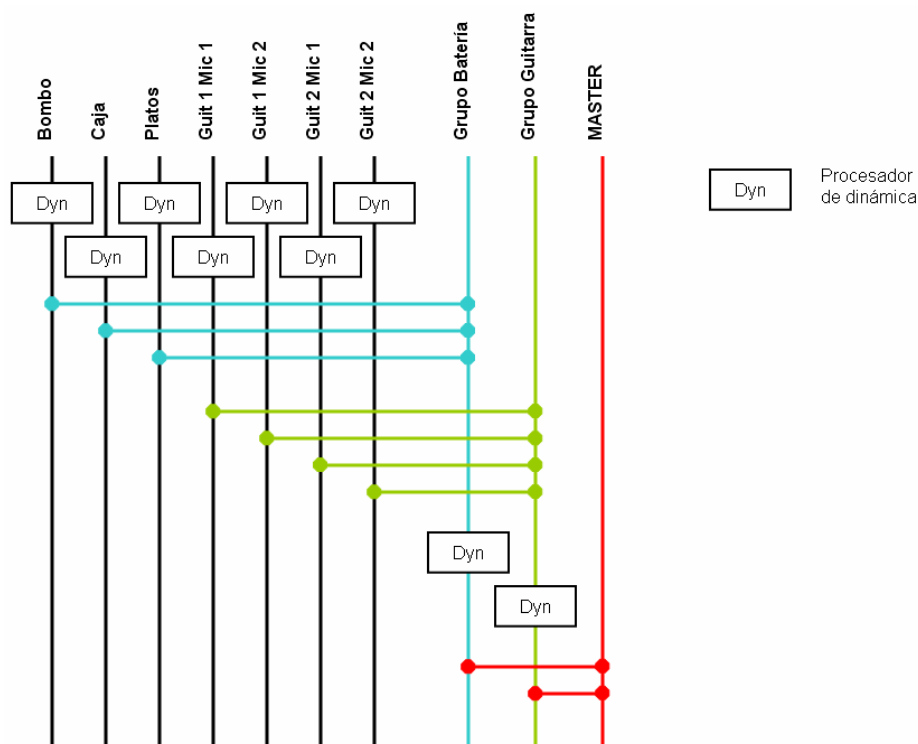 Bombo
Caja
Platos
Guit 1 Mic 1
Guit 1 Mic 2
Guit 2 Mic 1
Guit 2 Mic 2
Grupo Batería
Grupo Guitarra
MASTER
Dyn
Dyn
Dyn
Dyn
Dyn
Dyn
Dyn
Dyn
Dyn
Dyn
Procesador
de dinámica